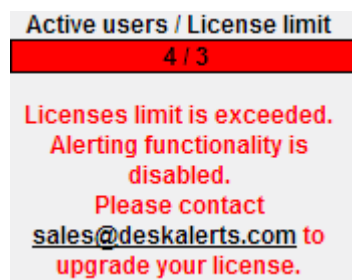 Active users / License limit
4 / 3
Licenses limit is exceeded.
Alerting functionality is
disabled.
Please contact
sales@deskalerts.com to
upgrade your license.